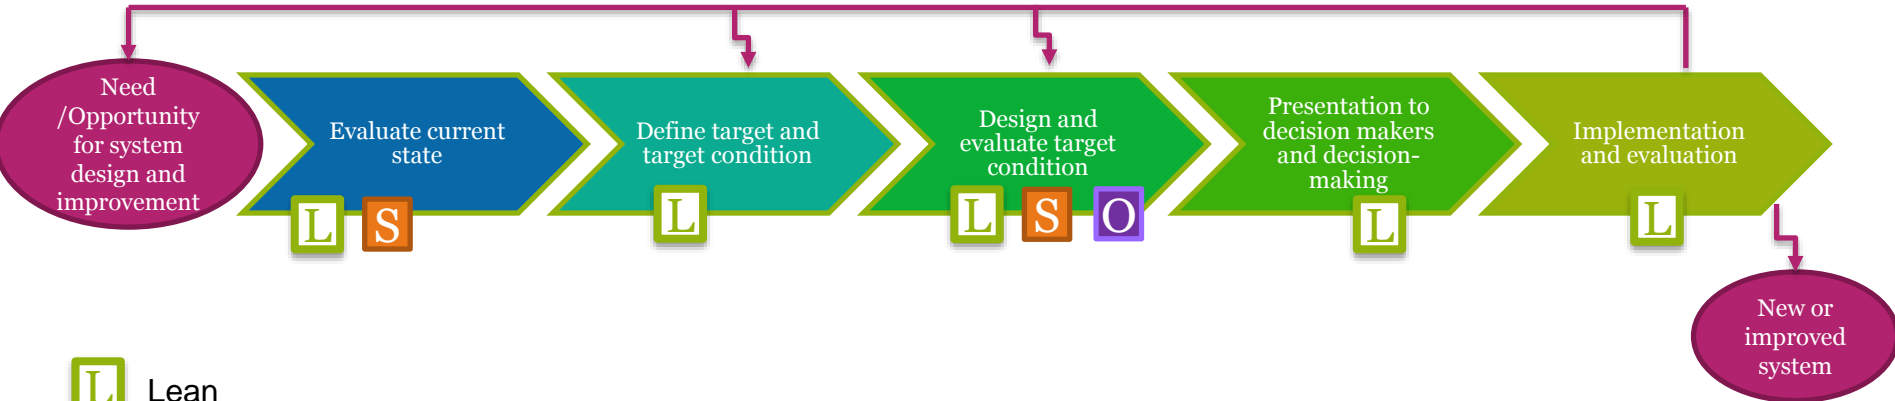 Need
/Opportunity
for system
design and
improvement
Evaluate current
state
Define target and
target condition
Design and
evaluate target
condition
Presentation to
decision makers
and decision-
making
Implementation
and evaluation
L
S
L
L
S
O
L
L
New or
improved
system
L
Lean